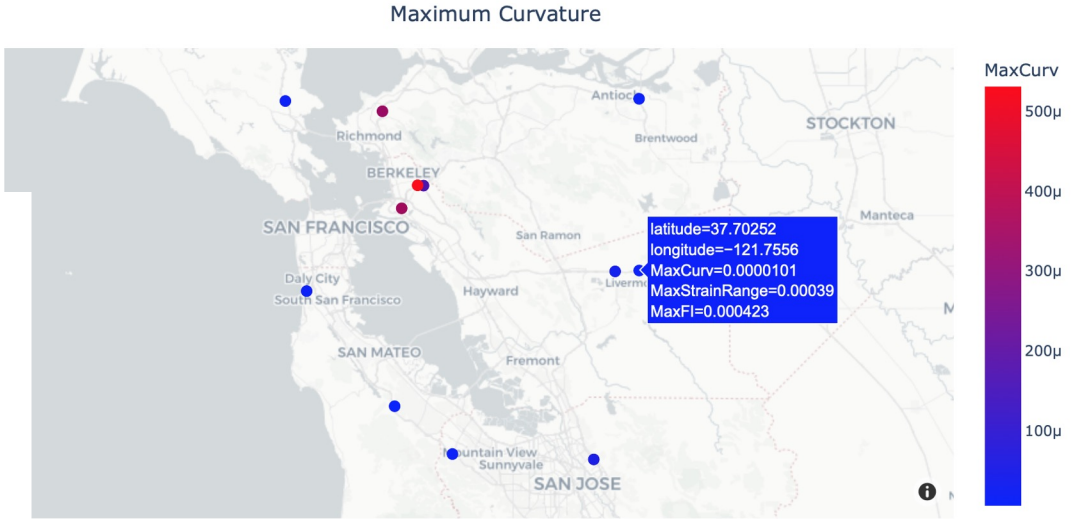 Maximum Curvature
MaxCurv
500μ
Antioch
STOCKTON
Richmond
Brentwood
BERKELEY
400μ
Manteca
SAN FRANCISCO
latitude=37.70252
San Ramon
longitude=−121.7556
MaxCurv=0.0000101
300μ
Daly City
Livermo
Hayward
MaxStrainRange=0.00039
South San Francisco
MaxFI=0.000423
M
SAN MATEO
200μ
Fremont
100μ
Mountain View
Sunnyvale
SAN JOSE
i
N